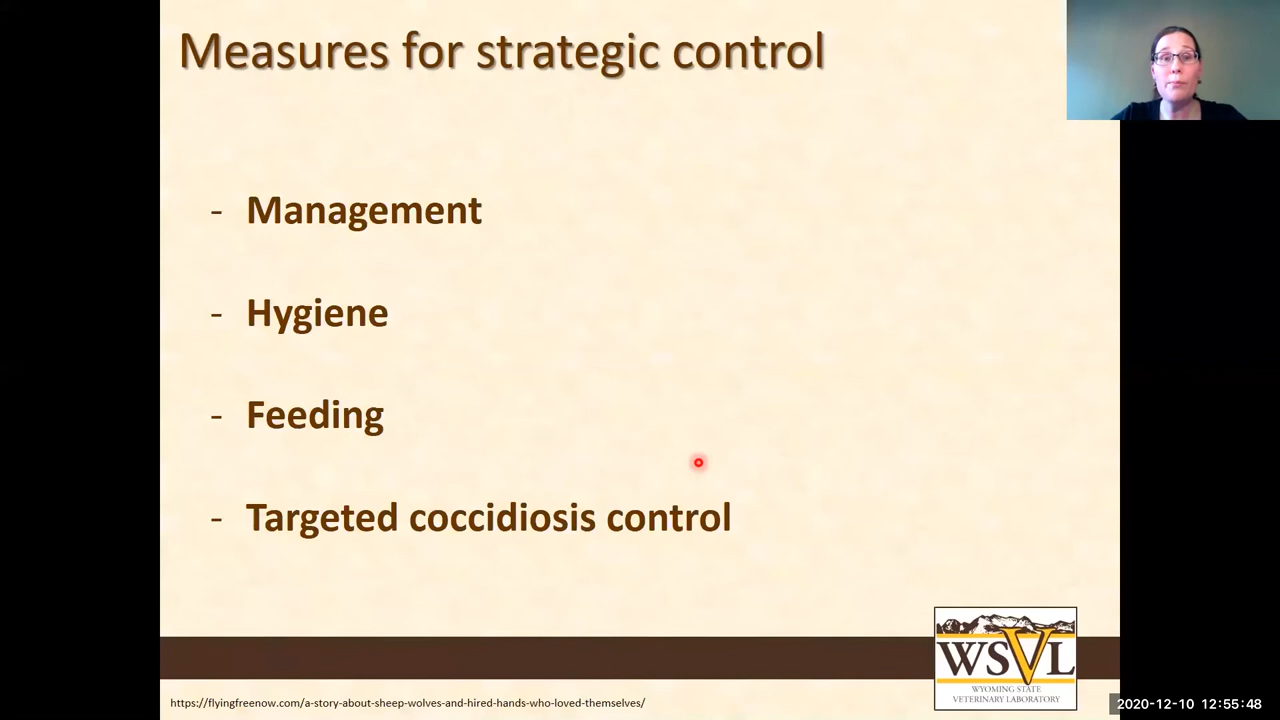 Measures for strategic control
- Management
- Hygiene
- Feeding
- Targeted coccidiosis control
WSVL
WYOMING STATE
VETERINARY LABORATORY
https://flyingfreenow.com/a-story-about-sheep-wolves-and-hired-hands-who-loved-themselves/
2020-12-10 12:55:48